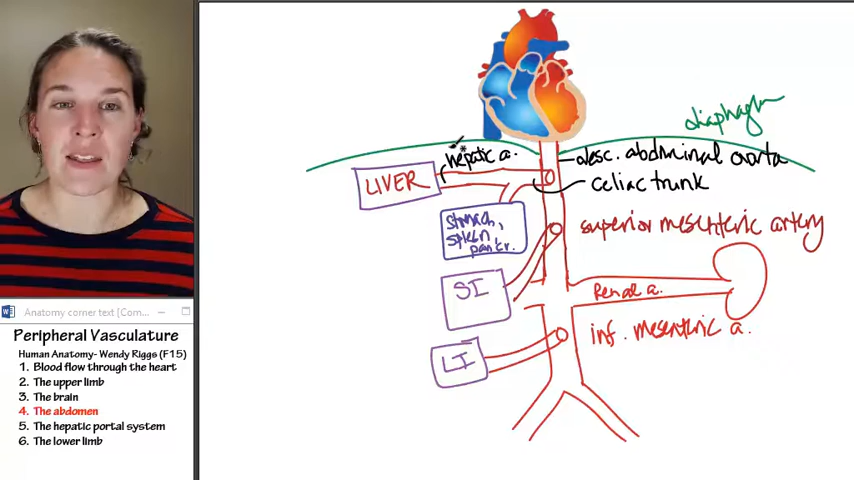 diaphagm
hepatic a.
desc. abdominal aorta
LIVER
celiac trunk
stomach,
spleen
pancr.
superior mesenteric artery
SI
Renal a.
inf. mesenteric a.
LI
Anatomy corner text [Com...
Peripheral Vasculature
Human Anatomy- Wendy Riggs (F15)
1. Blood flow through the heart
2. The upper limb
3. The brain
4. The abdomen
5. The hepatic portal system
6. The lower limb